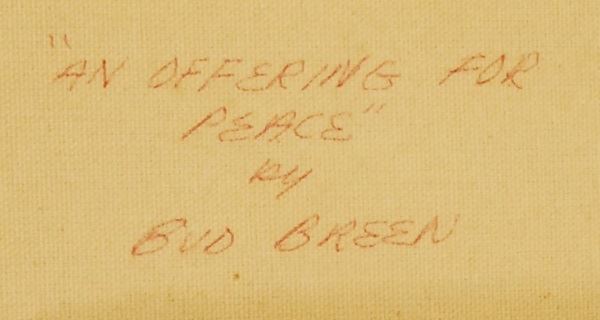 "AN OFFERING FOR
PEACE"
by
BUD BREEN